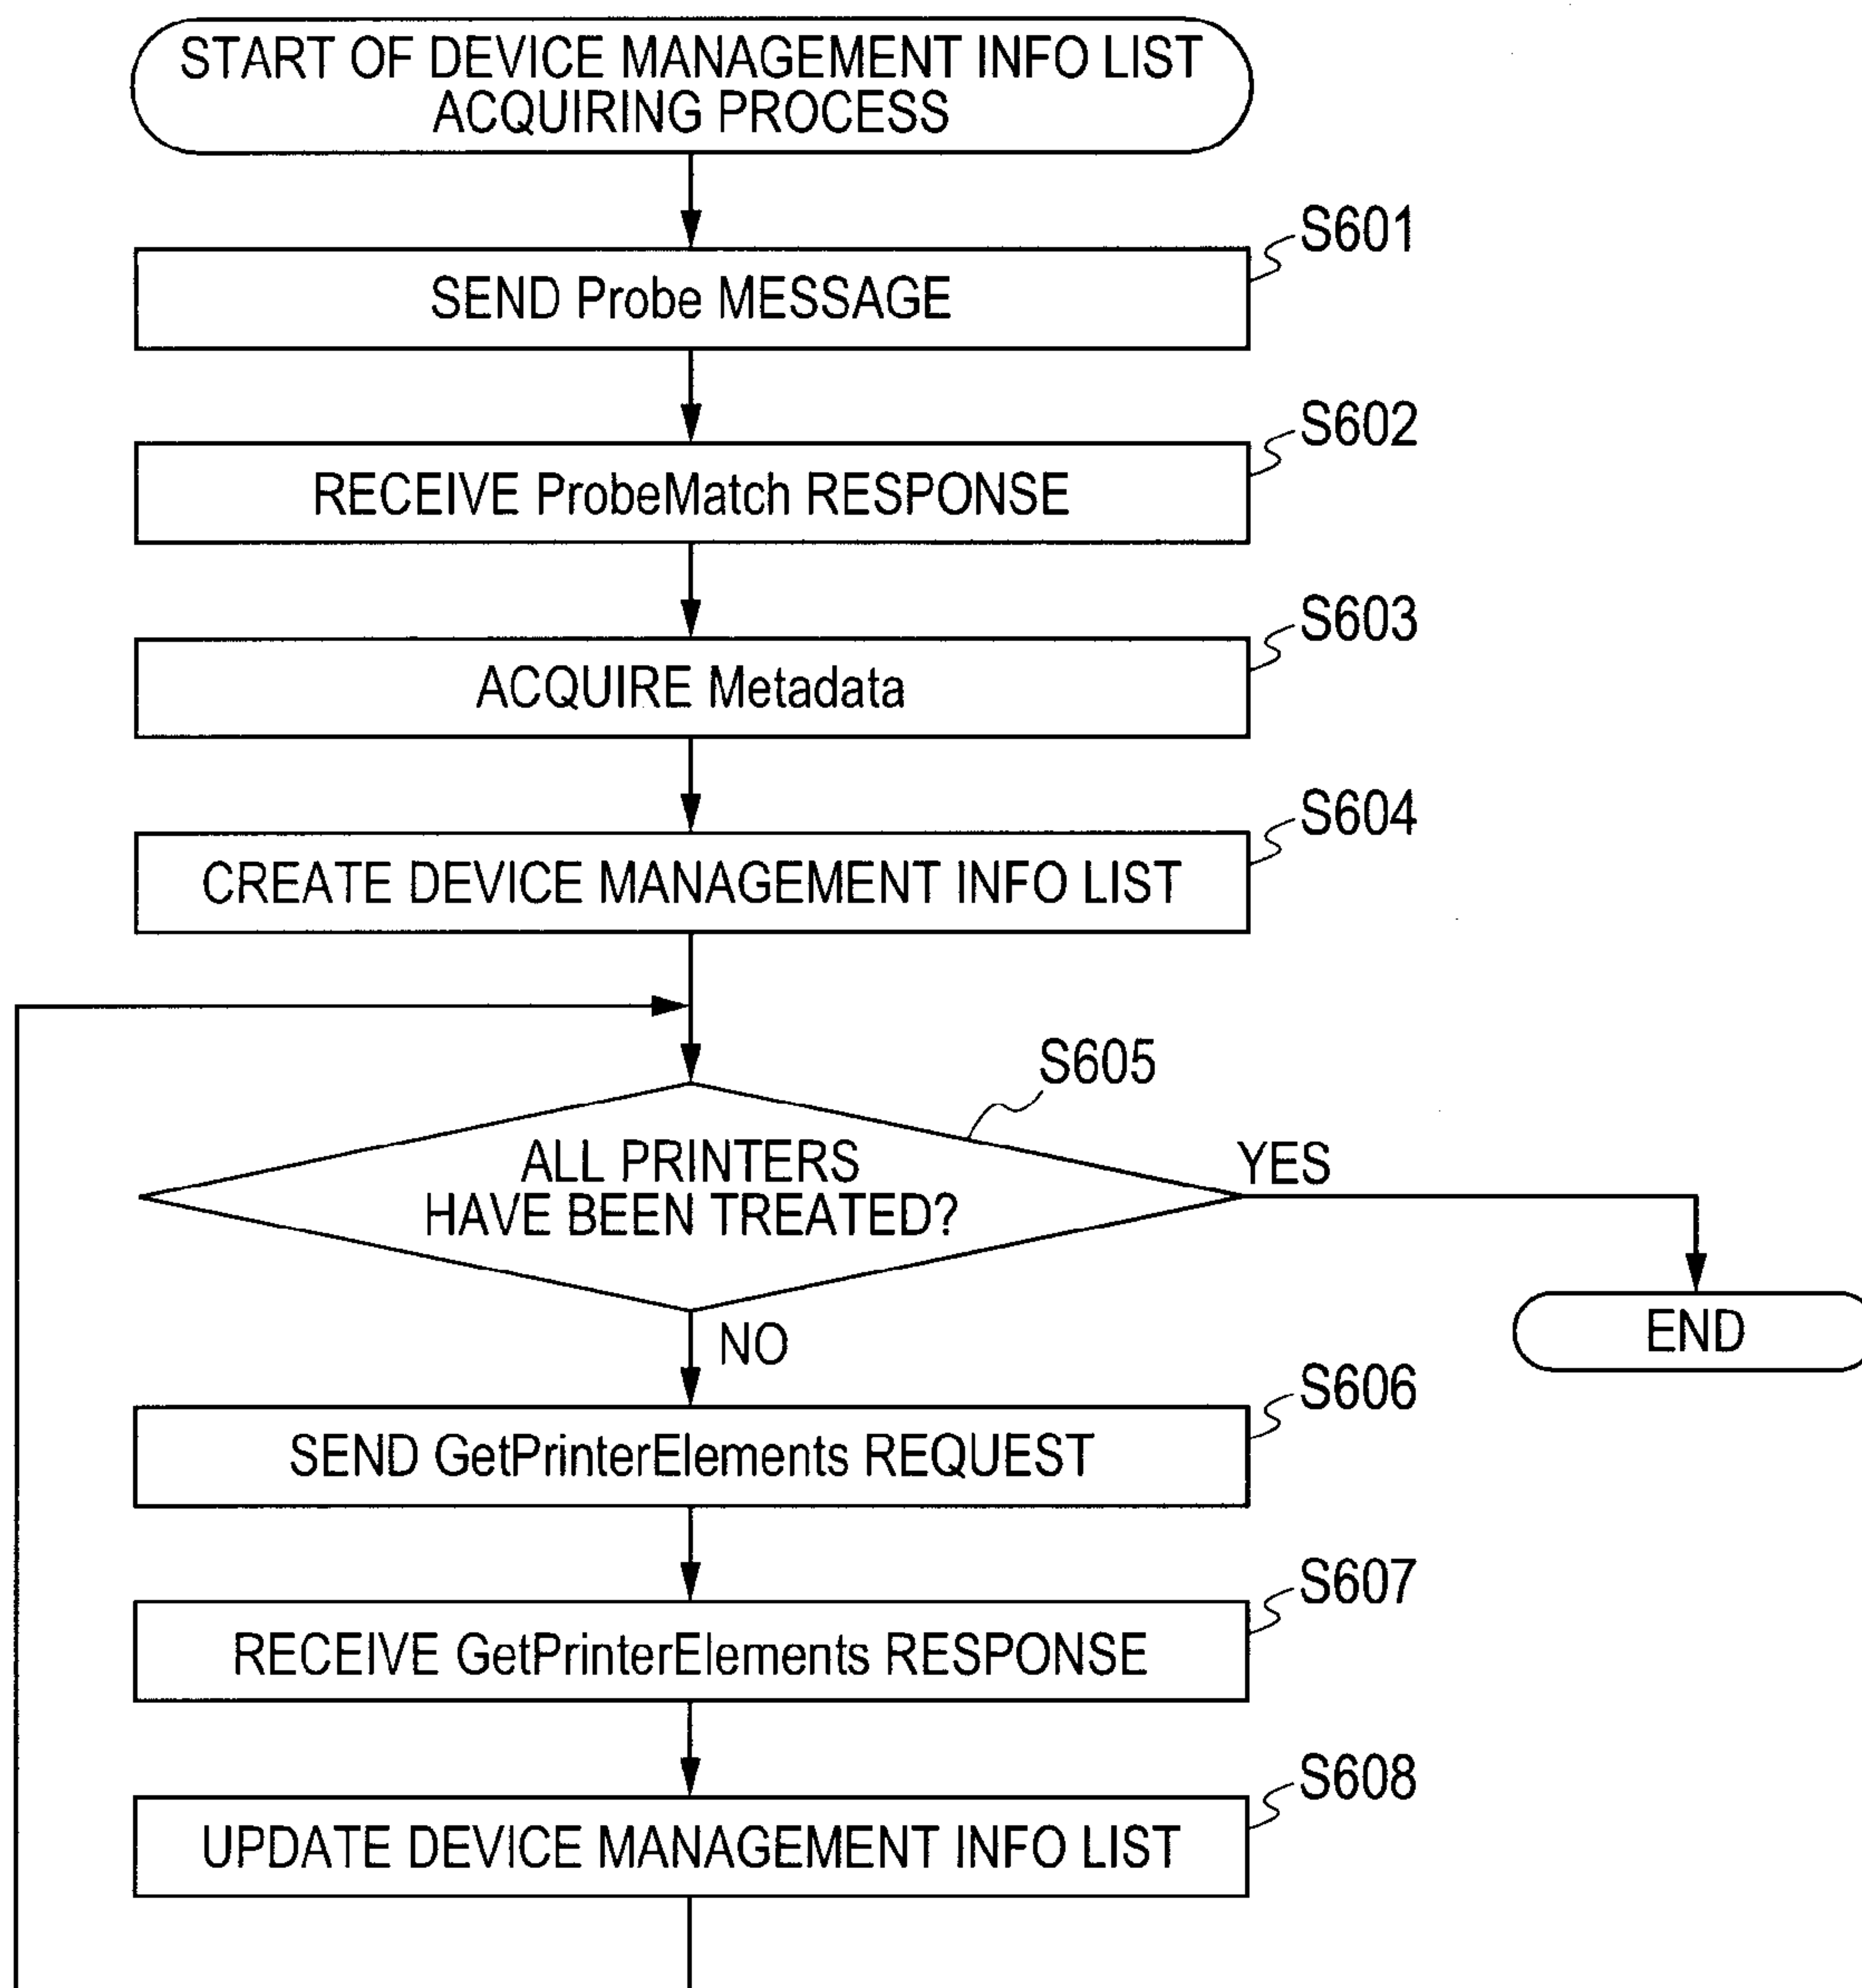 START OF DEVICE MANAGEMENT INFO LIST
ACQUIRING PROCESS
S601
SEND Probe MESSAGE
S602
RECEIVE ProbeMatch RESPONSE
S603
ACQUIRE Metadata
S604
CREATE DEVICE MANAGEMENT INFO LIST
S605
ALL PRINTERS
HAVE BEEN TREATED?
YES
END
NO
S606
SEND GetPrinterElements REQUEST
S607
RECEIVE GetPrinterElements RESPONSE
S608
UPDATE DEVICE MANAGEMENT INFO LIST